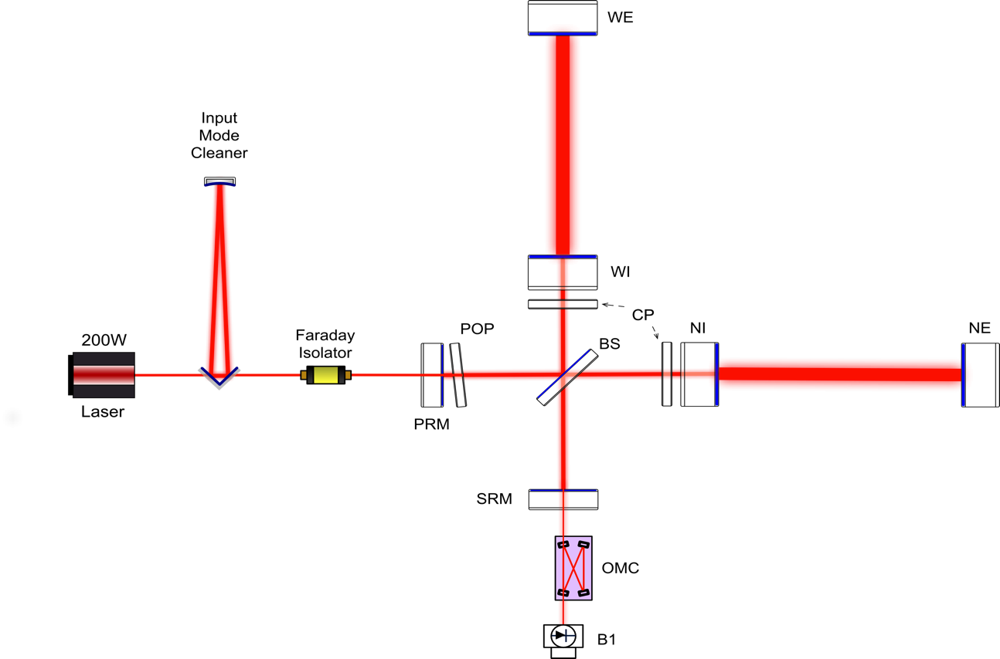 WE
Input
Mode
Cleaner
WI
CP
POP
BS
NI
NE
200W
Laser
Faraday
Isolator
PRM
SRM
OMC
B1